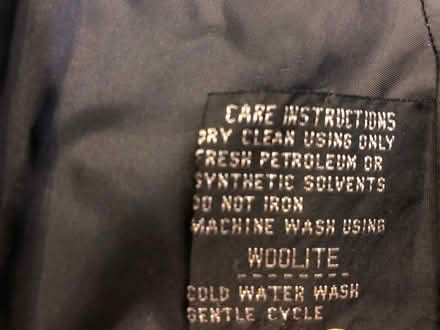 CARE INSTRUCTIONS
DRY CLEAN USING ONLY
FRESH PETROLEUM OR
SYNTHETIC SOLVENTS
DO NOT IRON
MACHINE WASH USING
WOOLITE
COLD WATER WASH
GENTLE CYCLE